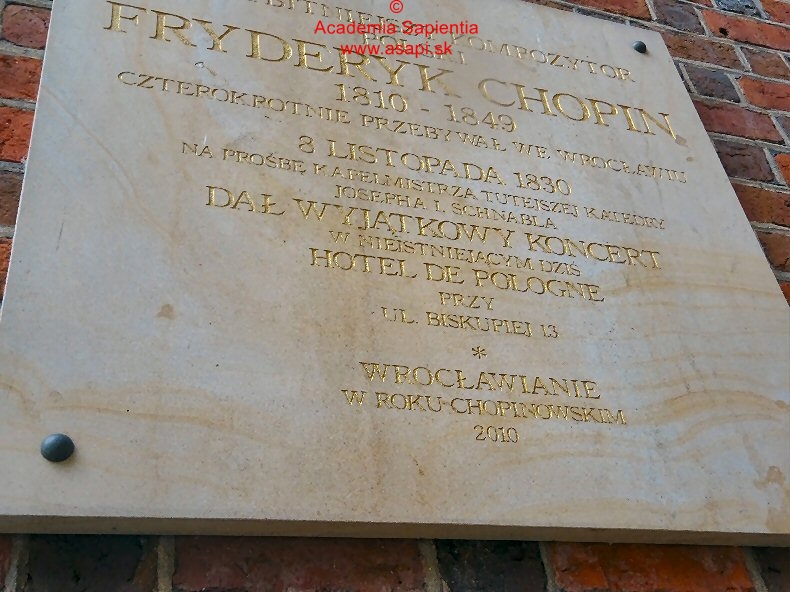 ©
Academia Sapientia
www.asapi.sk
KOMPOZYTOR
POLSKI
FRYDERYK CHOPIN
1810 - 1849
CZTEROKROTNIE PRZEBYWAŁ WE WROCŁAWIU
8 LISTOPADA 1830
NA PROŚBĘ KAPELMISTRZA TUTEJSZEJ KATEDRY
JOSEPHA I. SCHNABLA
DAŁ WYJĄTKOWY KONCERT
W NIEISTNIEJĄCYM DZIŚ
HOTEL DE POLOGNE
PRZY
UL. BISKUPIEJ 13
*
WROCŁAWIANIE
W ROKU CHOPINOWSKIM
2010